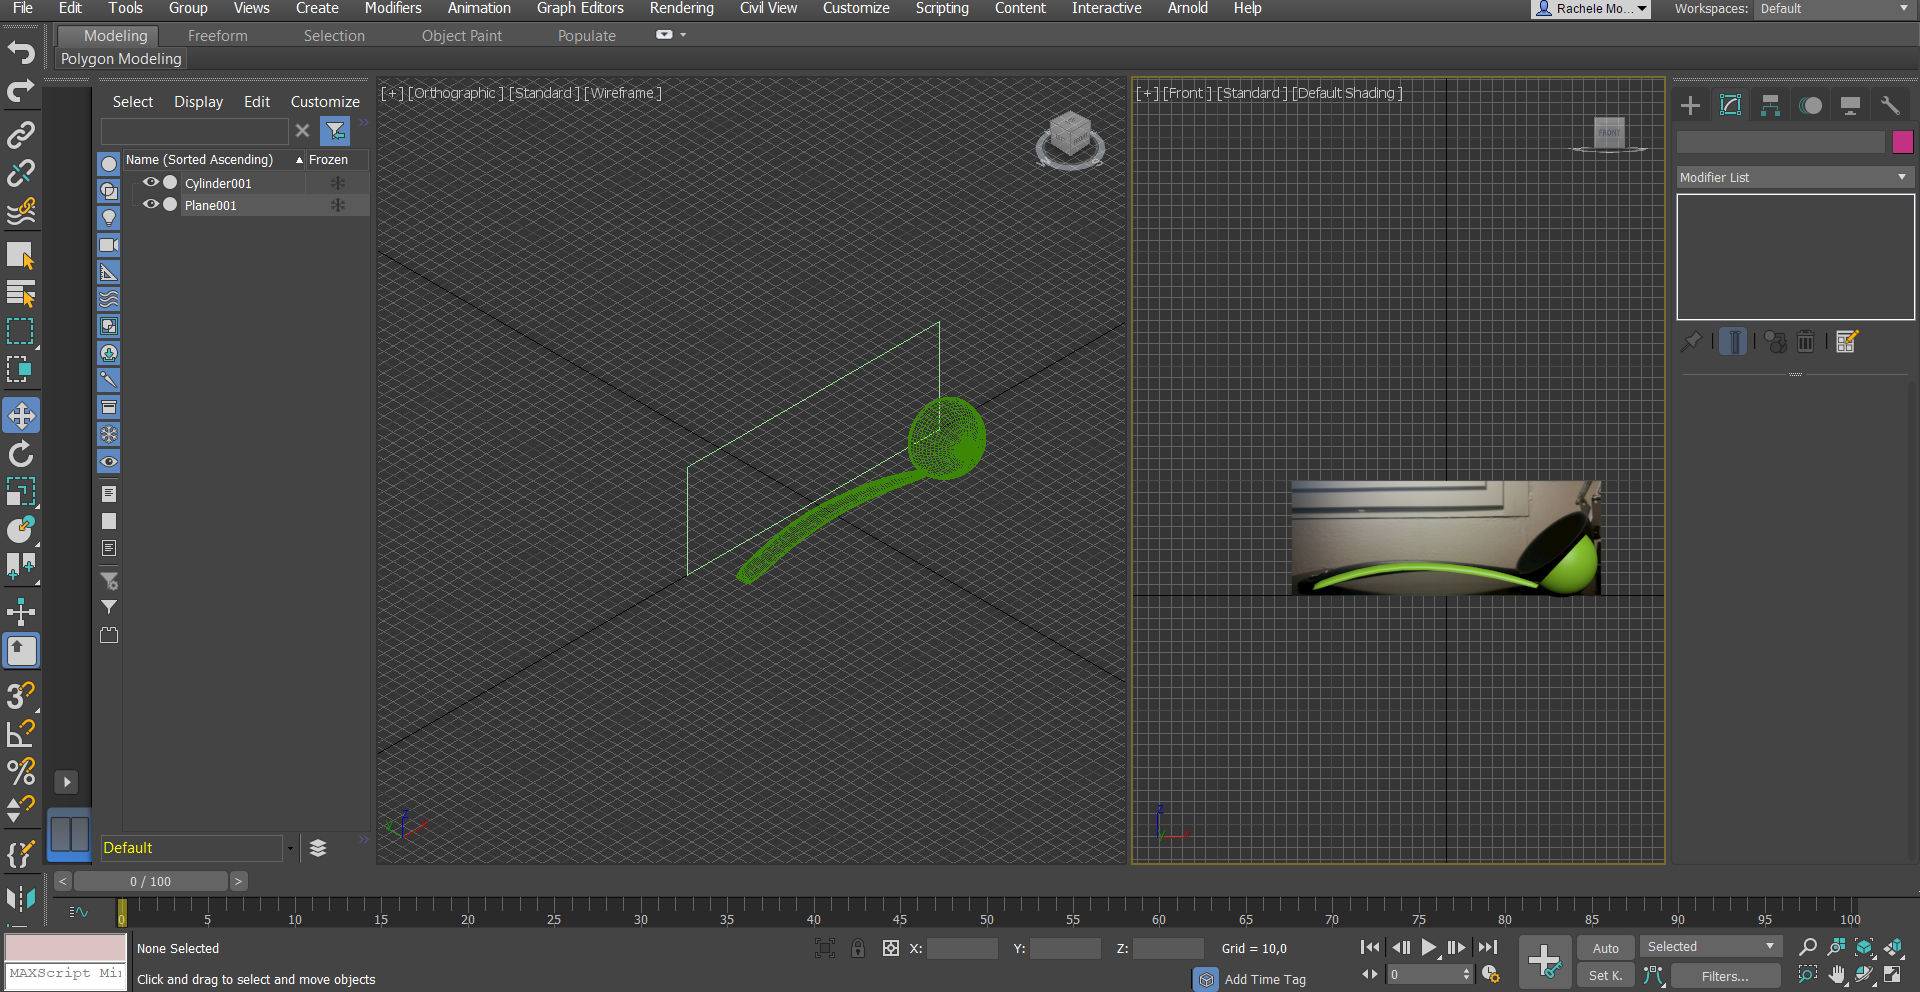 File Edit Tools Group Views Create Modifiers Animation Graph Editors Rendering Civil View Customize Scripting Content Interactive Arnold Help Rachele Mo... Workspaces: Default
Modeling Freeform Selection Object Paint Populate
Polygon Modeling
Select Display Edit Customize
Name (Sorted Ascending) Frozen
Cylinder001
Plane001
Default
[+] [Orthographic ] [Standard ] [Wireframe ]
[+] [Front ] [Standard ] [Default Shading ]
FRONT
Modifier List
0 / 100
0 5 10 15 20 25 30 35 40 45 50 55 60 65 70 75 80 85 90 95 100
None Selected X: Y: Z: Grid = 10,0 Auto Selected
MAXScript Mi
Click and drag to select and move objects Add Time Tag 0 Set K. Filters...